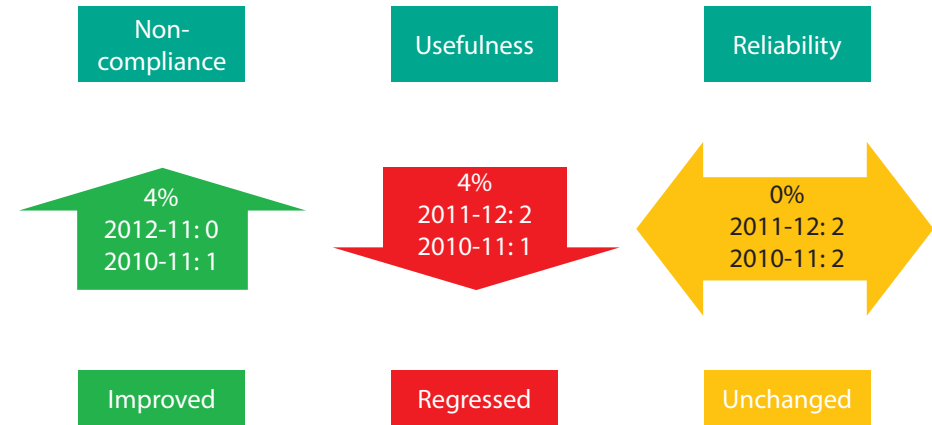 Non-
compliance
Usefulness
Reliability
4%
2012-11: 0
2010-11: 1
4%
2011-12: 2
2010-11: 1
0%
2011-12: 2
2010-11: 2
Improved
Regressed
Unchanged